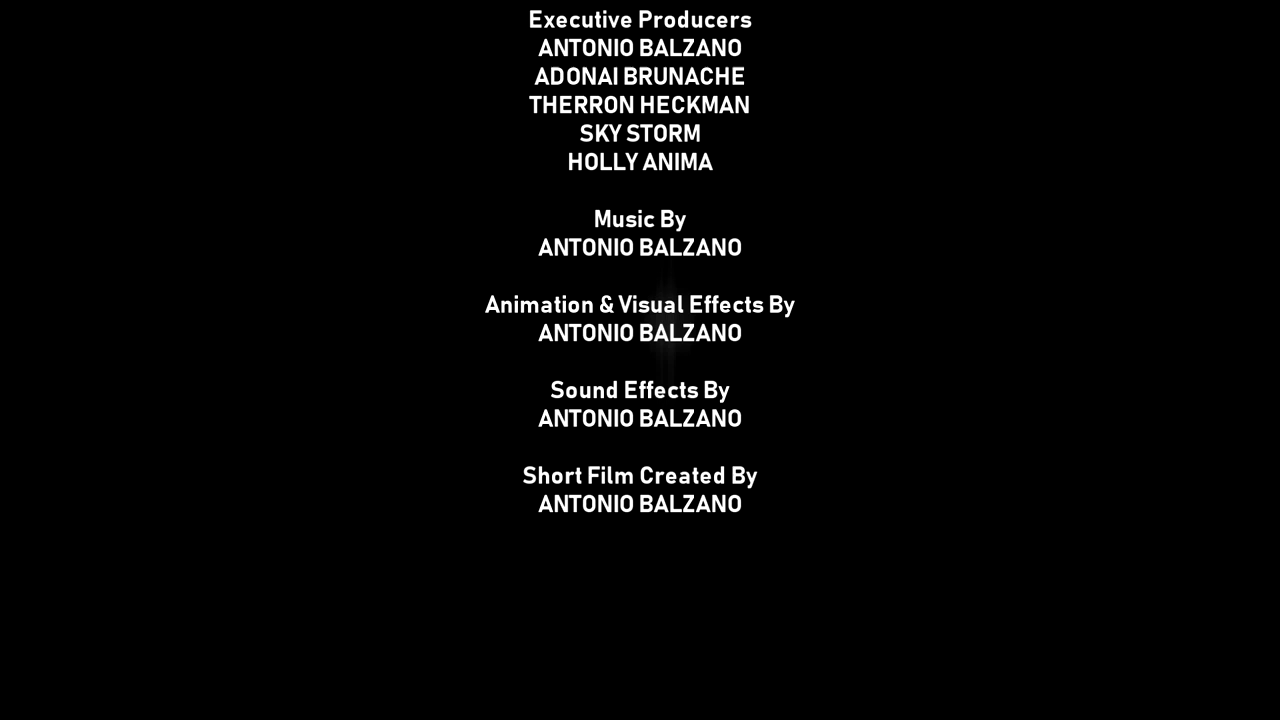 Executive Producers
ANTONIO BALZANO
ADONAI BRUNACHE
THERRON HECKMAN
SKY STORM
HOLLY ANIMA
Music By
ANTONIO BALZANO
Animation & Visual Effects By
ANTONIO BALZANO
Sound Effects By
ANTONIO BALZANO
Short Film Created By
ANTONIO BALZANO